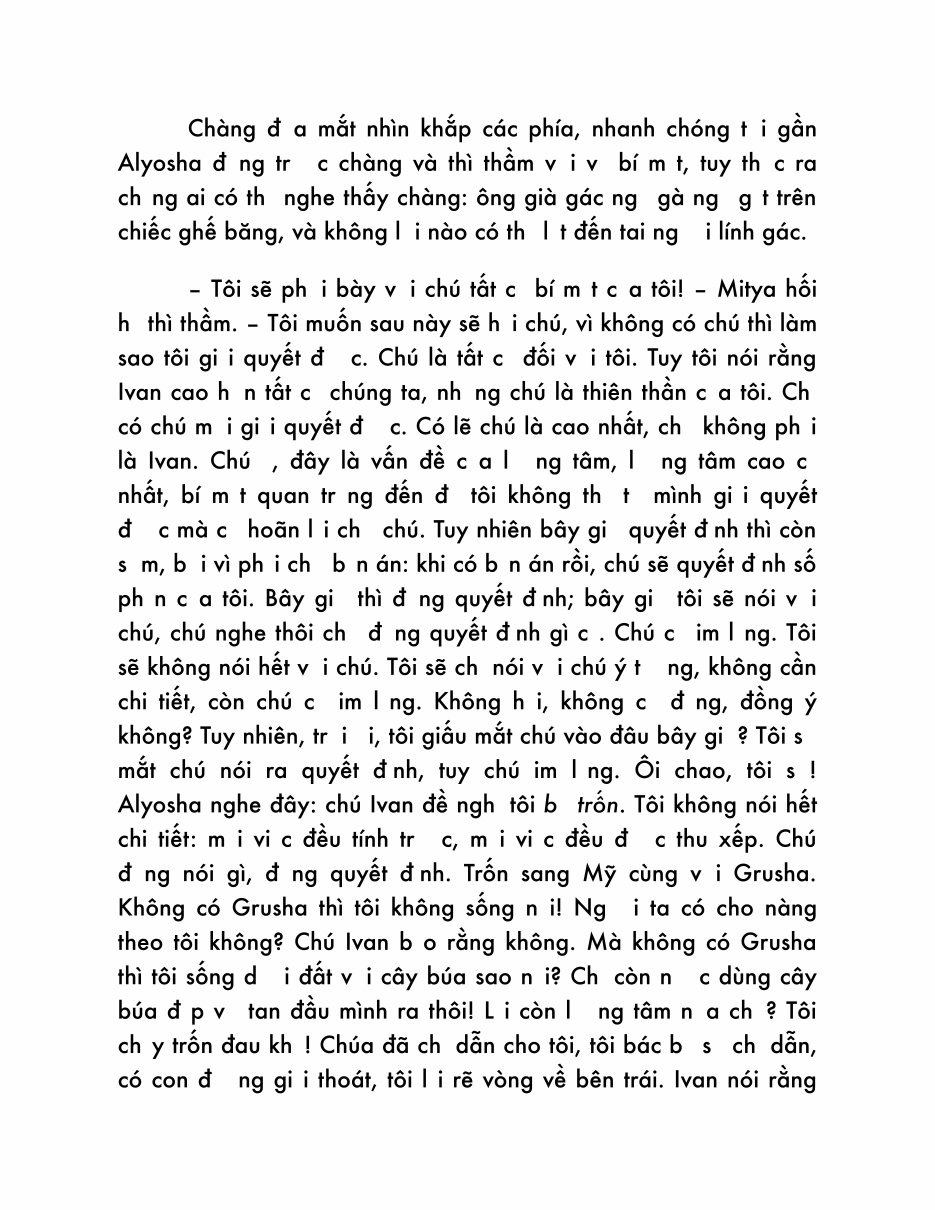 Chàng đ a mắt nhìn khắp các phía, nhanh chóng t i gần
Alyosha đ ng tr c chàng và thì thầm v i v bí m t, tuy th c ra
ch ng ai có th nghe thấy chàng: ông già gác ng gà ng g t trên
chiếc ghế băng, và không l i nào có th l t đến tai ng i lính gác.
– Tôi sẽ ph i bày v i chú tất c bí m t c a tôi! – Mitya hối
h thì thầm. – Tôi muốn sau này sẽ h i chú, vì không có chú thì làm
sao tôi gi i quyết đ c. Chú là tất c đối v i tôi. Tuy tôi nói rằng
Ivan cao h n tất c chúng ta, nh ng chú là thiên thần c a tôi. Ch
có chú m i gi i quyết đ c. Có lẽ chú là cao nhất, ch không ph i
là Ivan. Chú , đây là vấn đề c a l ng tâm, l ng tâm cao c
nhất, bí m t quan tr ng đến đ tôi không th t mình gi i quyết
đ c mà c hoãn l i ch chú. Tuy nhiên bây gi quyết đ nh thì còn
s m, b i vì ph i ch b n án: khi có b n án rồi, chú sẽ quyết đ nh số
ph n c a tôi. Bây gi thì đ ng quyết đ nh; bây gi tôi sẽ nói v i
chú, chú nghe thôi ch đ ng quyết đ nh gì c . Chú c im l ng. Tôi
sẽ không nói hết v i chú. Tôi sẽ ch nói v i chú ý t ng, không cần
chi tiết, còn chú c im l ng. Không h i, không c đ ng, đồng ý
không? Tuy nhiên, tr i i, tôi giấu mắt chú vào đâu bây gi ? Tôi s
mắt chú nói ra quyết đ nh, tuy chú im l ng. Ôi chao, tôi s !
Alyosha nghe đây: chú Ivan đề ngh tôi b trốn. Tôi không nói hết
chi tiết: m i vi c đều tính tr c, m i vi c đều đ c thu xếp. Chú
đ ng nói gì, đ ng quyết đ nh. Trốn sang Mỹ cùng v i Grusha.
Không có Grusha thì tôi không sống n i! Ng i ta có cho nàng
theo tôi không? Chú Ivan b o rằng không. Mà không có Grusha
thì tôi sống d i đất v i cây búa sao n i? Ch còn n c dùng cây
búa đ p v tan đầu mình ra thôi! L i còn l ng tâm n a ch ? Tôi
ch y trốn đau kh ! Chúa đã ch dẫn cho tôi, tôi bác b s ch dẫn,
có con đ ng gi i thoát, tôi l i rẽ vòng về bên trái. Ivan nói rằng